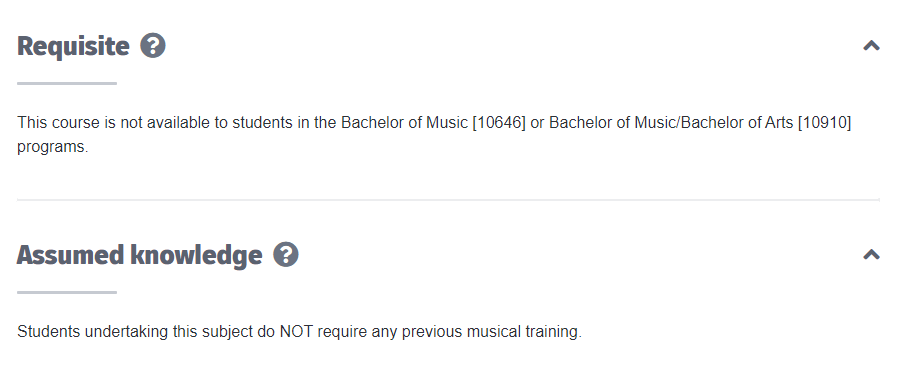 Requisite ?
This course is not available to students in the Bachelor of Music [10646] or Bachelor of Music/Bachelor of Arts [10910]
programs.
Assumed knowledge ?
Students undertaking this subject do NOT require any previous musical training.